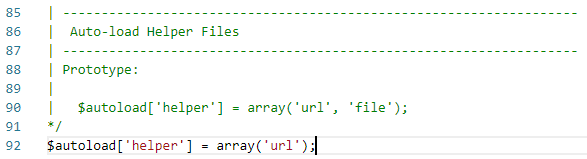 85 | -------------------------------------------------------------------
86 | Auto-load Helper Files
87 | -------------------------------------------------------------------
88 | Prototype:
89 |
90 | $autoload['helper'] = array('url', 'file');
91 */
92 $autoload['helper'] = array('url');